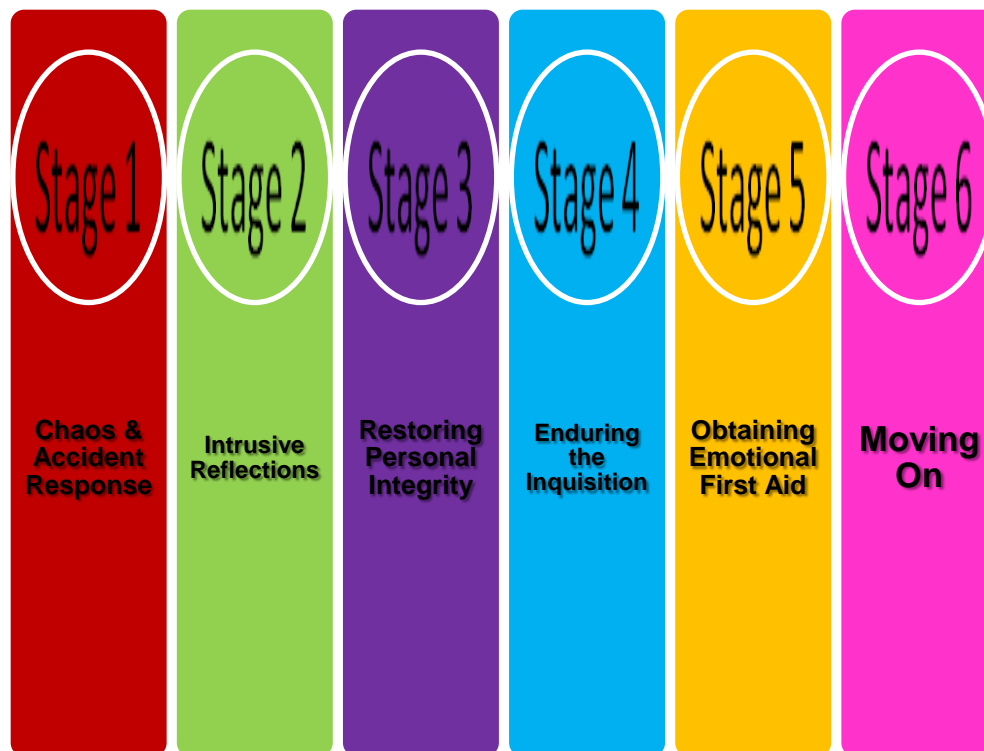 Stage 1
Chaos &
Accident
Response
Stage 2
Intrusive
Reflections
Stage 3
Restoring
Personal
Integrity
Stage 4
Enduring
the
Inquisition
Stage 5
Obtaining
Emotional
First Aid
Stage 6
Moving
On